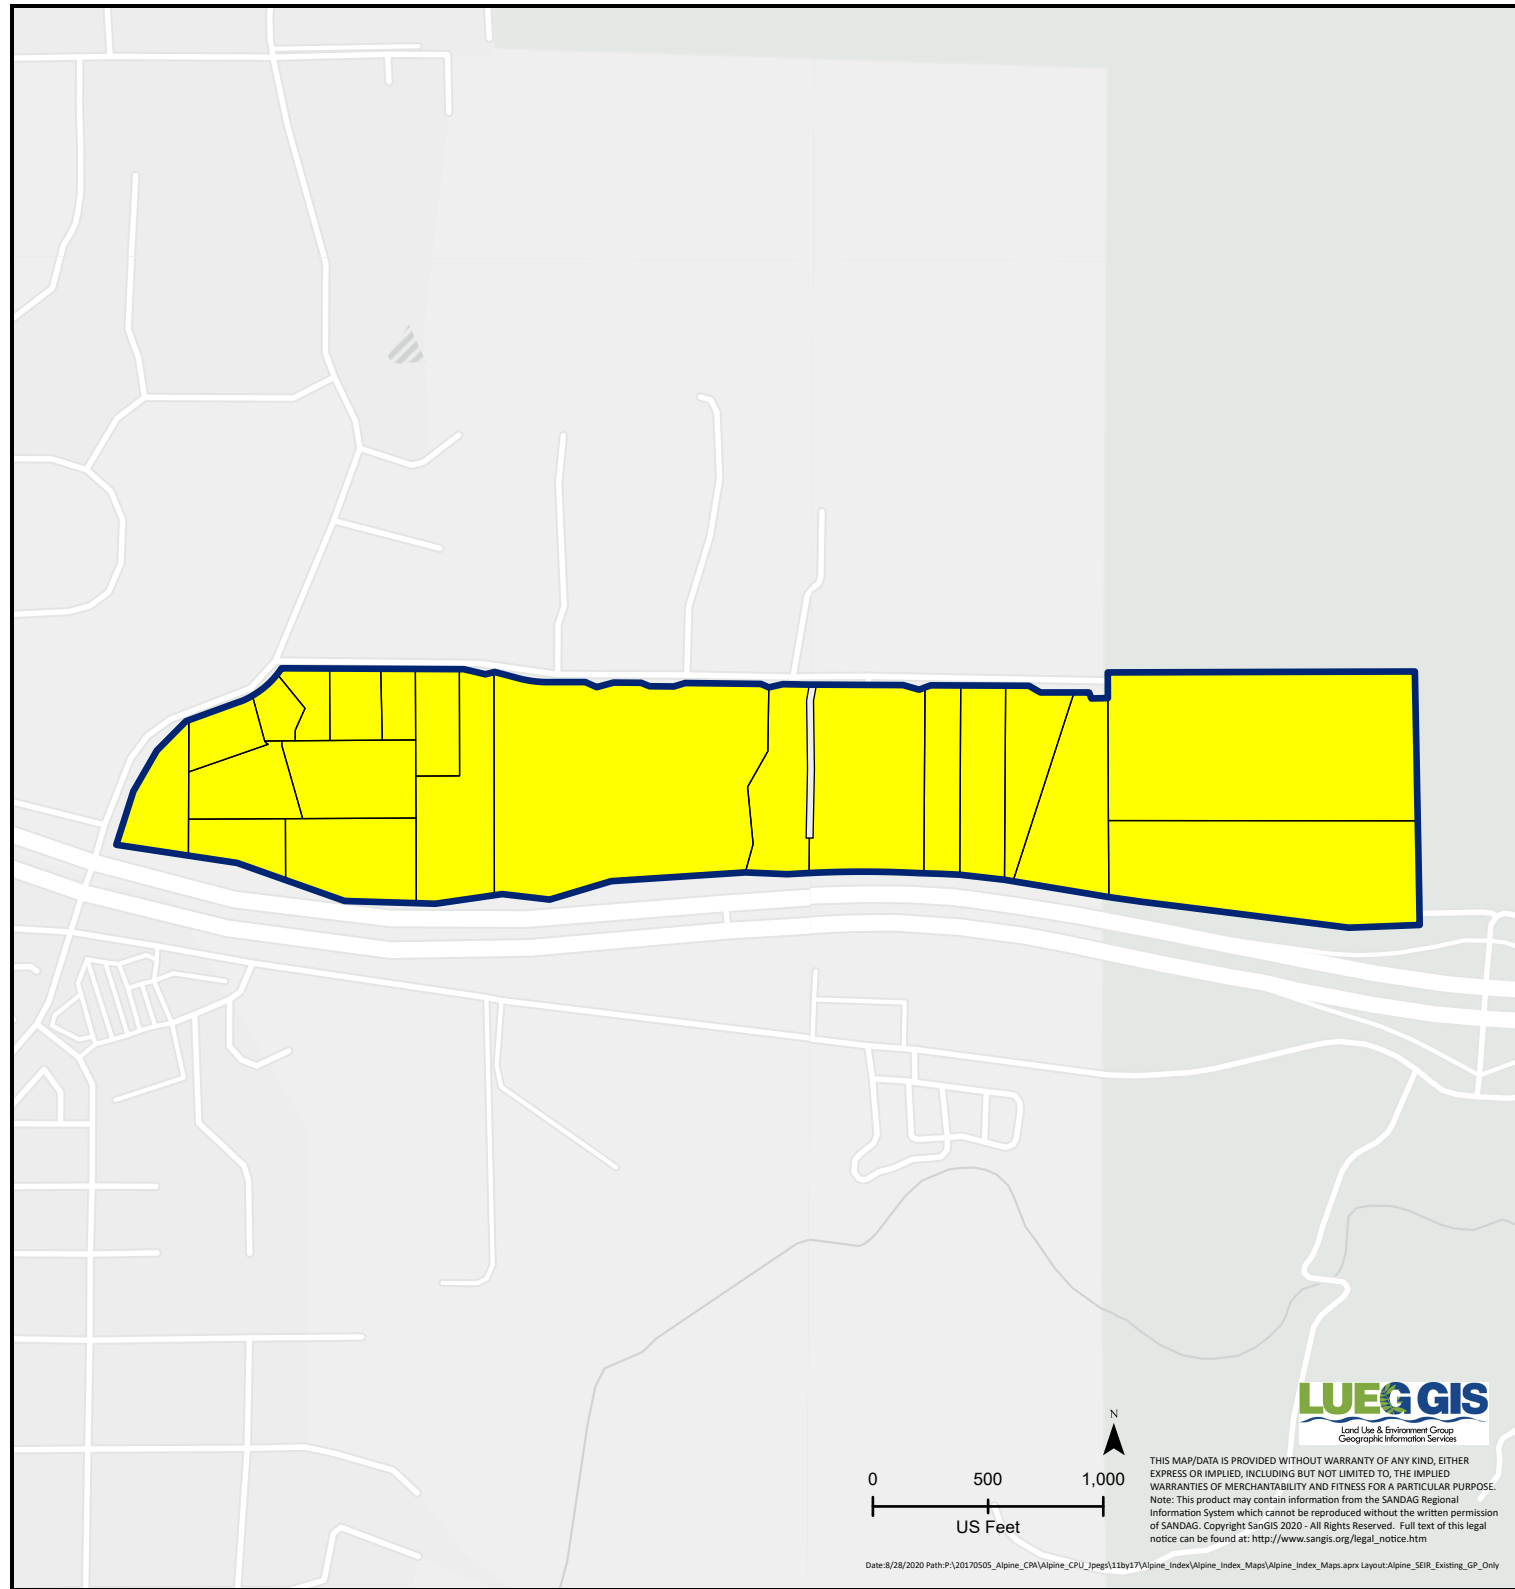 LUEG GIS
Land Use & Environment Group
Geographic Information Services
N
0 500 1,000
US Feet
THIS MAP/DATA IS PROVIDED WITHOUT WARRANTY OF ANY KIND, EITHER
EXPRESS OR IMPLIED, INCLUDING BUT NOT LIMITED TO, THE IMPLIED
WARRANTIES OF MERCHANTABILITY AND FITNESS FOR A PARTICULAR PURPOSE.
Note: This product may contain information from the SANDAG Regional
Information System which cannot be reproduced without the written permission
of SANDAG. Copyright SanGIS 2020 - All Rights Reserved. Full text of this legal
notice can be found at: http://www.sangis.org/legal_notice.htm
Date:8/28/2020 Path:P:\20170505_Alpine_CPA\Alpine_CPU_Jpegs\11by17\Alpine_Index\Alpine_Index_Maps\Alpine_Index_Maps.aprx Layout:Alpine_SEIR_Existing_GP_Only